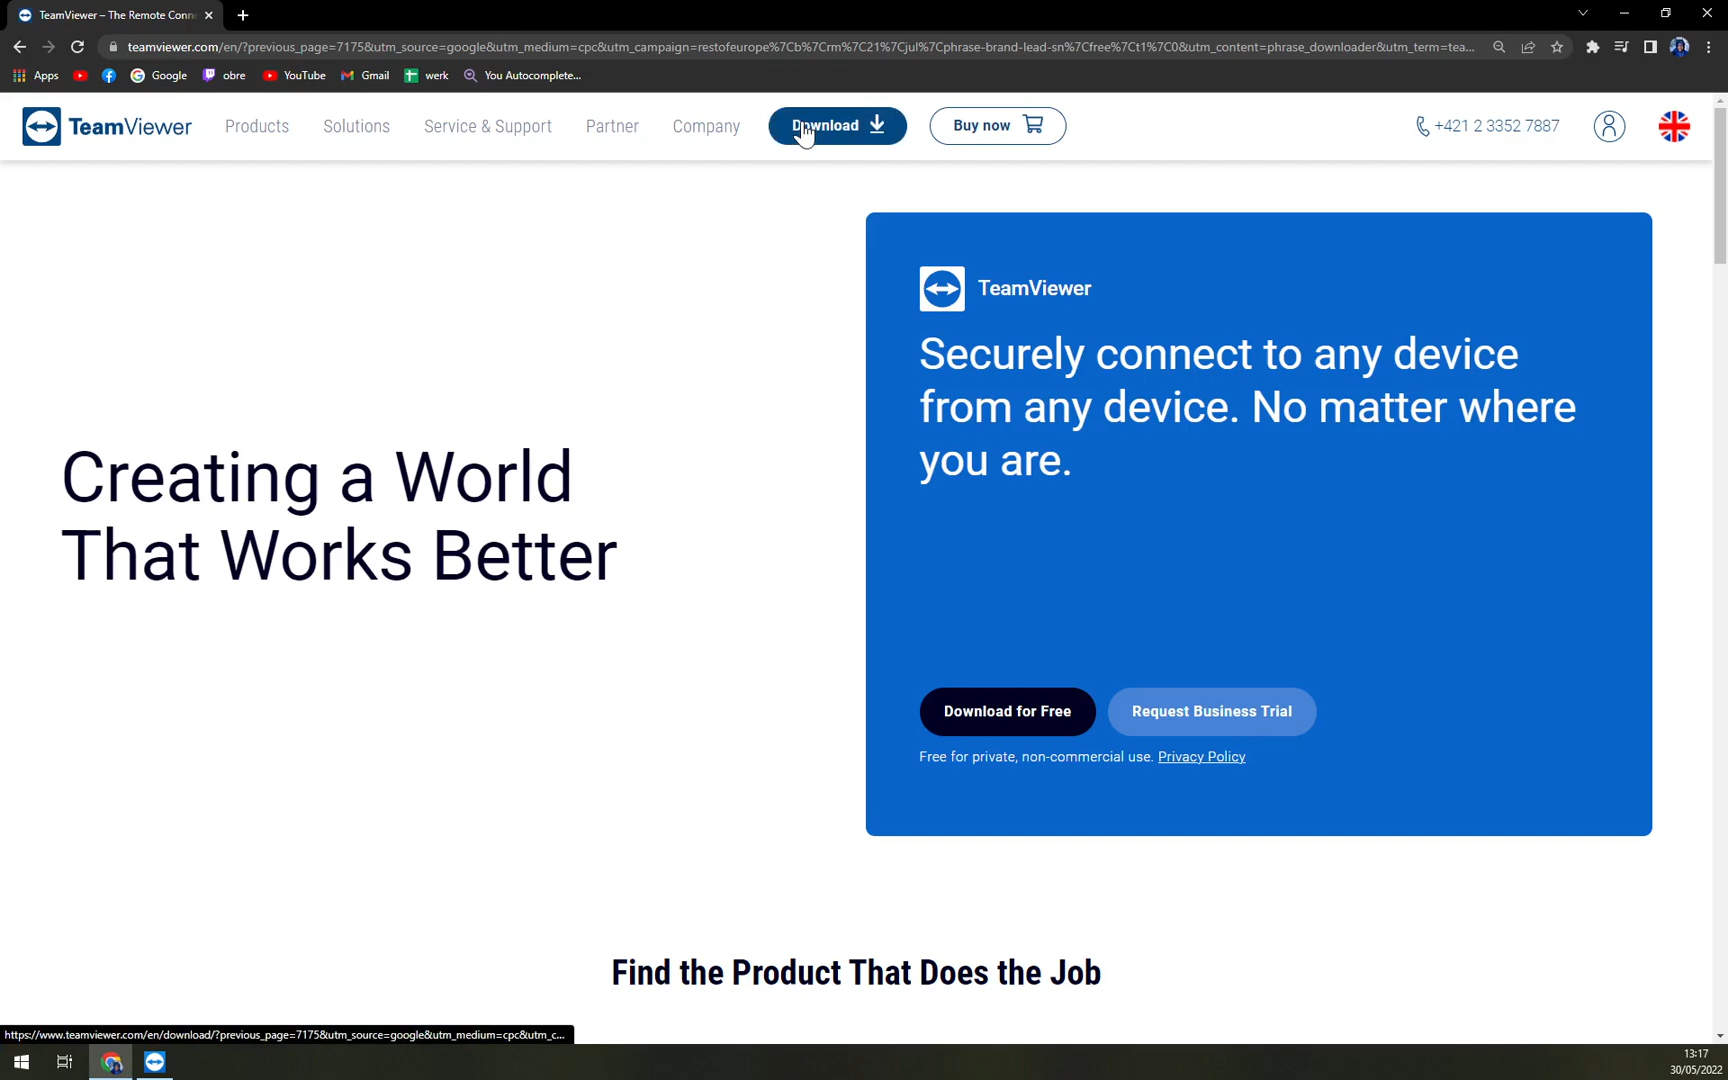 TeamViewer – The Remote Conn
teamviewer.com/en/?previous_page=7175&utm_source=google&utm_medium=cpc&utm_campaign=restofeurope%7Cb%7Crm%7C21%7Cjul%7Cphrase-brand-lead-sn%7Cfree%7Ct1%7C0&utm_content=phrase_downloader&utm_term=tea...
Apps Google obre YouTube Gmail werk You Autocomplete...
TeamViewer Products Solutions Service & Support Partner Company Download Buy now +421 2 3352 7887
TeamViewer
Securely connect to any device
from any device. No matter where
you are.
Creating a World
That Works Better
Download for Free Request Business Trial
Free for private, non-commercial use. Privacy Policy
Find the Product That Does the Job
https://www.teamviewer.com/en/download/?previous_page=7175&utm_source=google&utm_medium=cpc&utm_c...
13:17
30/05/2022